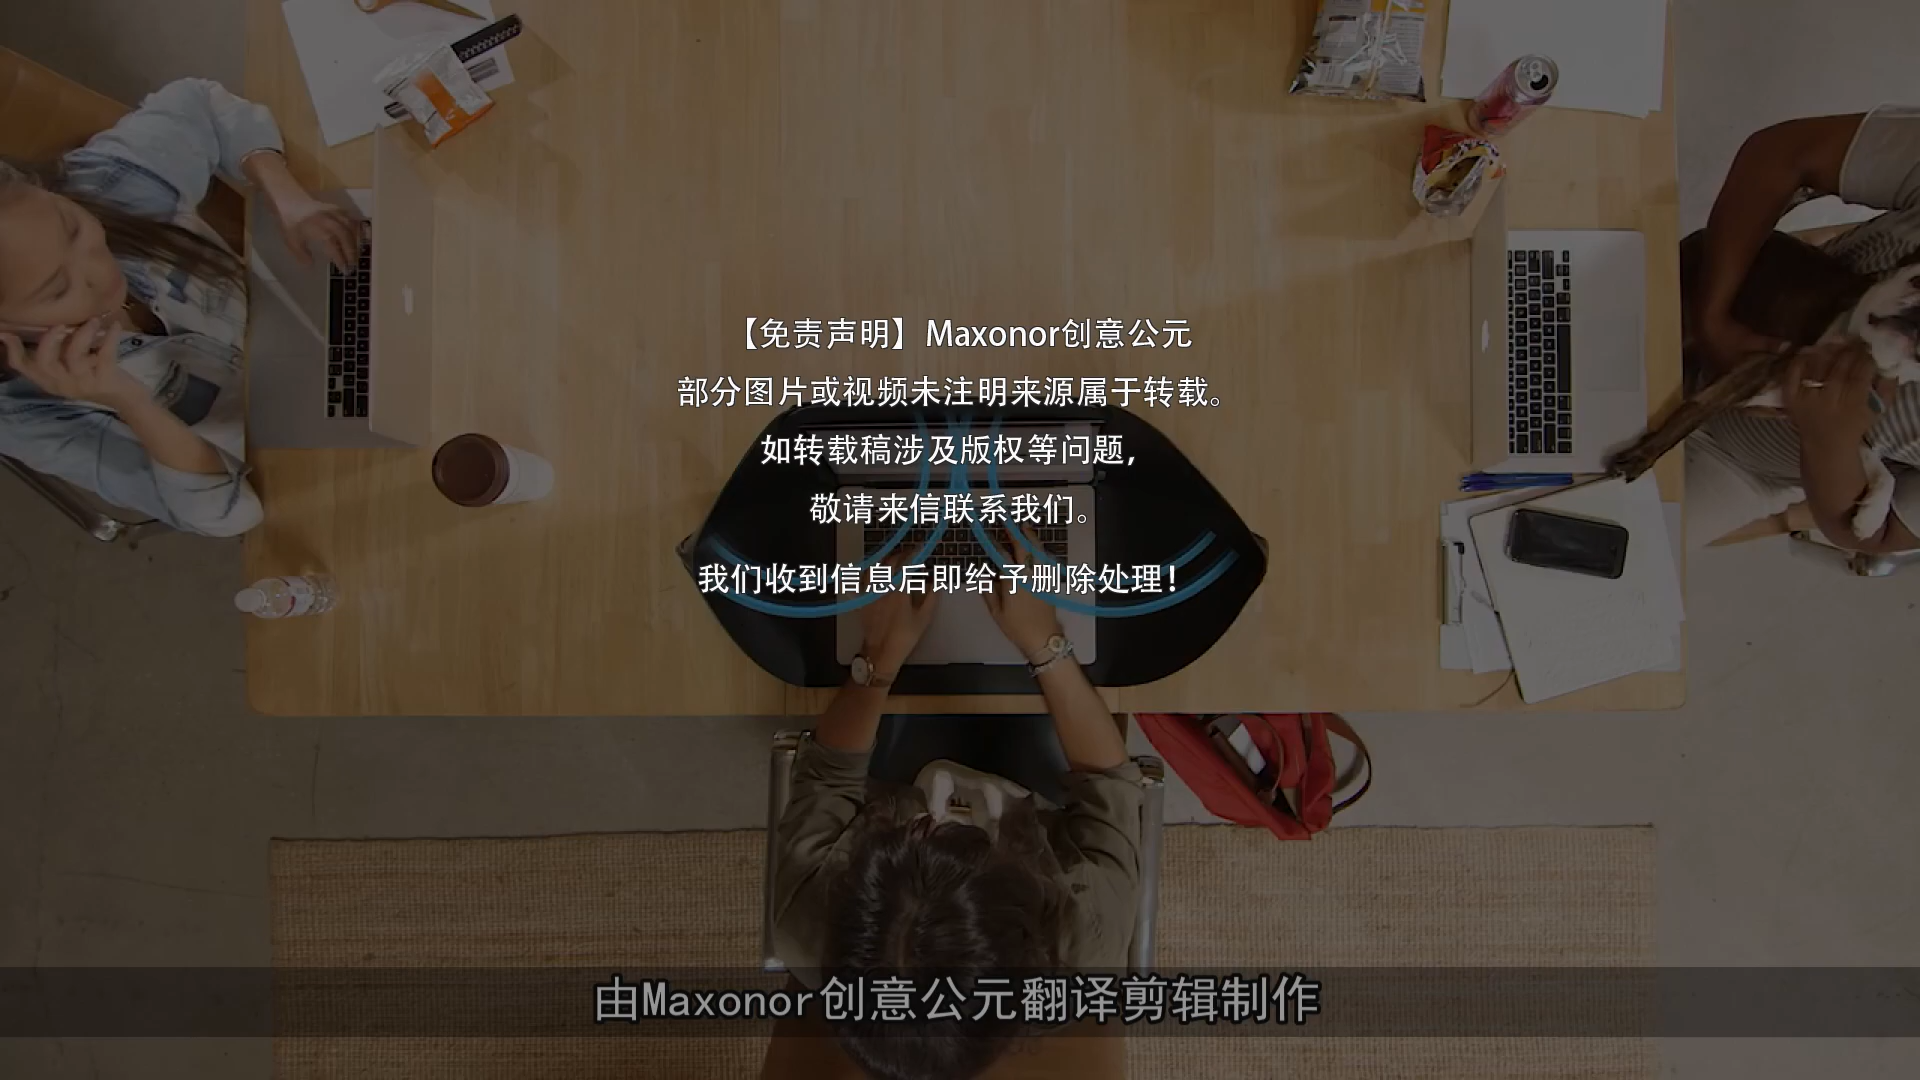 【免责声明】Maxonor创意公元
部分图片或视频未注明来源属于转载。
如转载稿涉及版权等问题，
敬请来信联系我们。
我们收到信息后即给予删除处理！
由Maxonor创意公元翻译剪辑制作